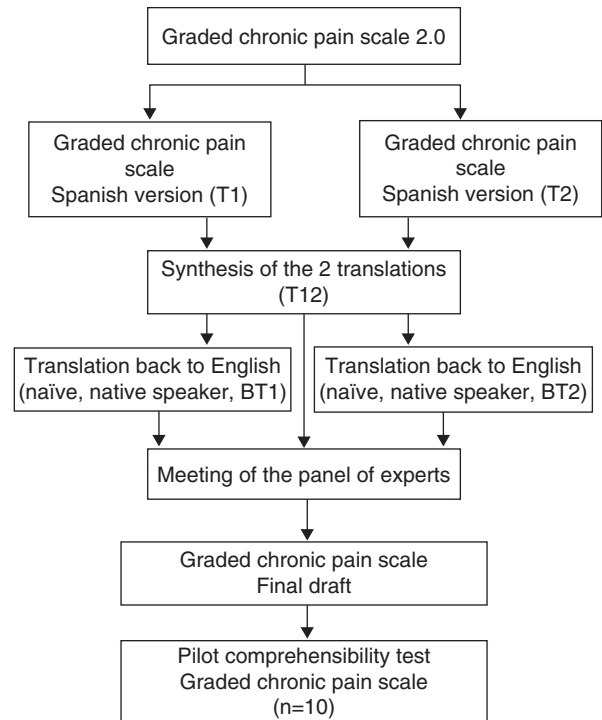 Graded chronic pain scale 2.0
Graded chronic pain
scale
Spanish version (T1)
Graded chronic pain
scale
Spanish version (T2)
Synthesis of the 2 translations
(T12)
Translation back to English
(naïve, native speaker, BT1)
Translation back to English
(naïve, native speaker, BT2)
Meeting of the panel of experts
Graded chronic pain scale
Final draft
Pilot comprehensibility test
Graded chronic pain scale
(n=10)